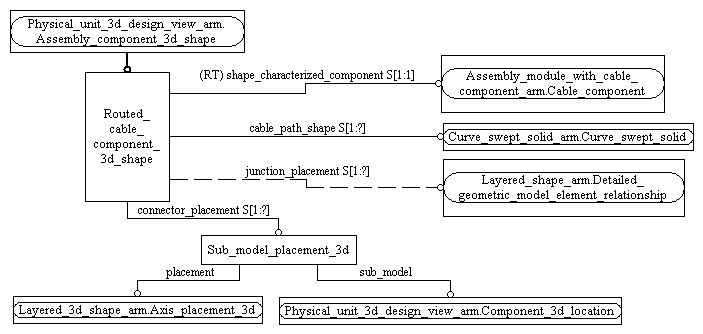 Physical_unit_3d_design_view_arm.
Assembly_component_3d_shape
(RT) shape_characterized_component S[1:1]
Assembly_module_with_cable_
component_arm.Cable_component
Routed_
cable_
component_
3d_shape
cable_path_shape S[1:?]
Curve_swept_solid_arm.Curve_swept_solid
junction_placement S[1:?]
Layered_shape_arm.Detailed_
geometric_model_element_relationship
connector_placement S[1:?]
Sub_model_placement_3d
placement
sub_model
Layered_3d_shape_arm.Axis_placement_3d
Physical_unit_3d_design_view_arm.Component_3d_location